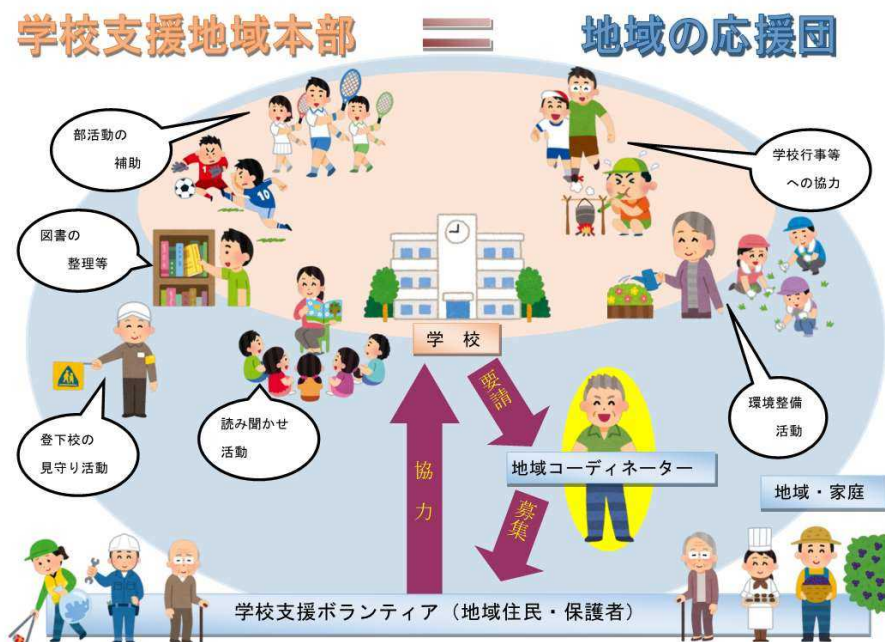 学校支援地域本部 = 地域の応援団
部活動の
補助
学校行事等
への協力
図書の
整理等
学 校
登下校の
見守り活動
読み聞かせ
活動
環境整備
活動
要請
地域コーディネーター
協力
募集
地域・家庭
学校支援ボランティア（地域住民・保護者）
1
10